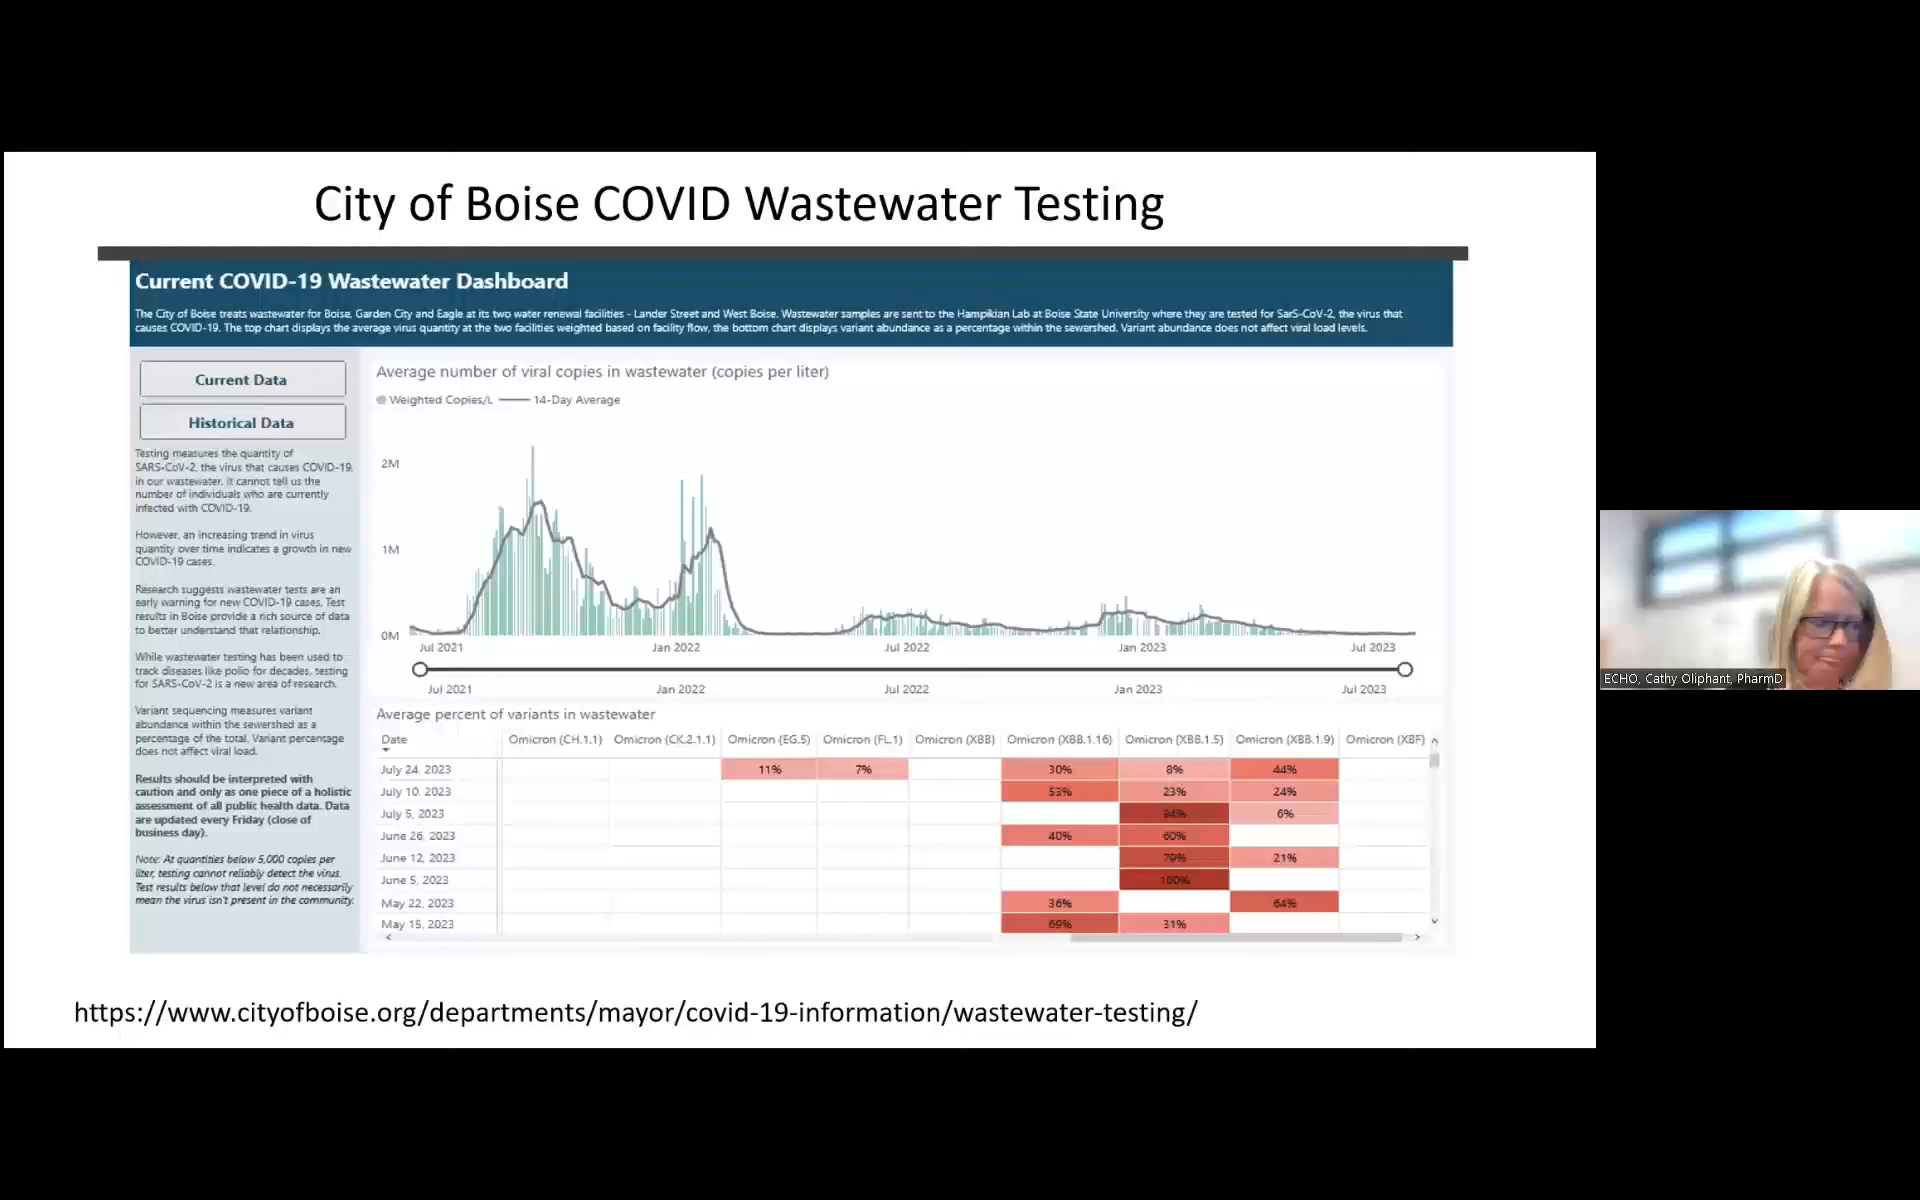 City of Boise COVID Wastewater Testing
Current COVID-19 Wastewater Dashboard
The City of Boise treats wastewater for Boise, Garden City and Eagle at its two water renewal facilities - Lander Street and West Boise. Wastewater samples are sent to the Hampikian Lab at Boise State University where they are tested for SarS-CoV-2, the virus that
causes COVID-19. The top chart displays the average virus quantity at the two facilities weighted based on facility flow, the bottom chart displays variant abundance as a percentage within the sewershed. Variant abundance does not affect viral load levels.
Current Data
Historical Data
Testing measures the quantity of
SARS-CoV-2, the virus that causes COVID-19,
in our wastewater. It cannot tell us the
number of individuals who are currently
infected with COVID-19.
However, an increasing trend in virus
quantity over time indicates a growth in new
COVID-19 cases.
Research suggests wastewater tests are an
early warning for new COVID-19 cases. Test
results in Boise provide a rich source of data
to better understand that relationship.
While wastewater testing has been used to
track diseases like polio for decades, testing
for SARS-CoV-2 is a new area of research.
Variant sequencing measures variant
abundance within the sewershed as a
percentage of the total. Variant percentage
does not affect viral load.
Results should be interpreted with
caution and only as one piece of a holistic
assessment of all public health data. Data
are updated every Friday (close of
business day).
Note: At quantities below 5,000 copies per
liter, testing cannot reliably detect the virus.
Test results below that level do not necessarily
mean the virus isn't present in the community.
Average number of viral copies in wastewater (copies per liter)
Weighted Copies/L 14-Day Average
2M
1M
0M
Jul 2021 Jan 2022 Jul 2022 Jan 2023 Jul 2023
Jul 2021 Jan 2022 Jul 2022 Jan 2023 Jul 2023
Average percent of variants in wastewater
Date Omicron (CH.1.1) Omicron (CK.2.1.1) Omicron (EG.5) Omicron (FL.1) Omicron (XBB) Omicron (XBB.1.16) Omicron (XBB.1.5) Omicron (XBB.1.9) Omicron (XBF)
July 24, 2023 11% 7% 30% 8% 44%
July 10, 2023 53% 23% 24%
July 5, 2023 94% 6%
June 26, 2023 40% 60%
June 12, 2023 79% 21%
June 5, 2023 100%
May 22, 2023 36% 64%
May 15, 2023 69% 31%
https://www.cityofboise.org/departments/mayor/covid-19-information/wastewater-testing/
ECHO, Cathy Oliphant, PharmD